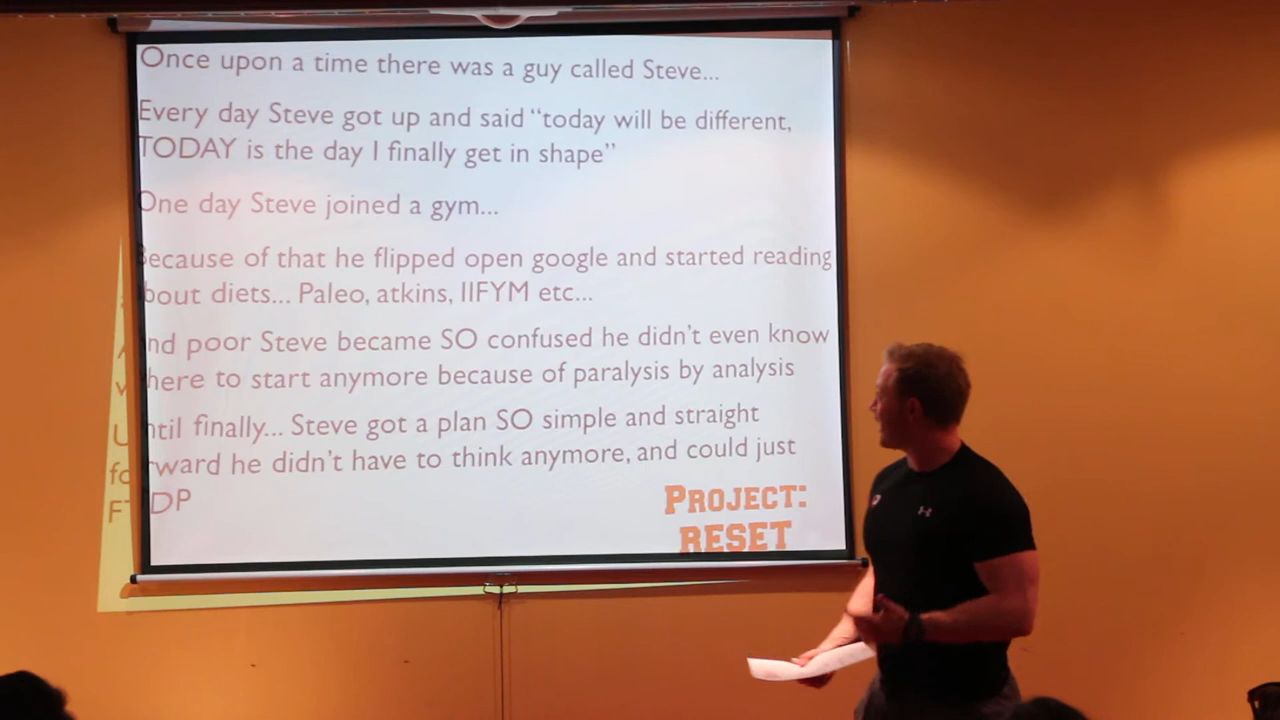 Once upon a time there was a guy called Steve...
Every day Steve got up and said “today will be different,
TODAY is the day I finally get in shape”
One day Steve joined a gym...
Because of that he flipped open google and started reading
bout diets... Paleo, atkins, IIFYM etc...
nd poor Steve became SO confused he didn't even know
here to start anymore because of paralysis by analysis
ntil finally... Steve got a plan SO simple and straight
rward he didn't have to think anymore, and could just
FTDP
PROJECT:
RESET